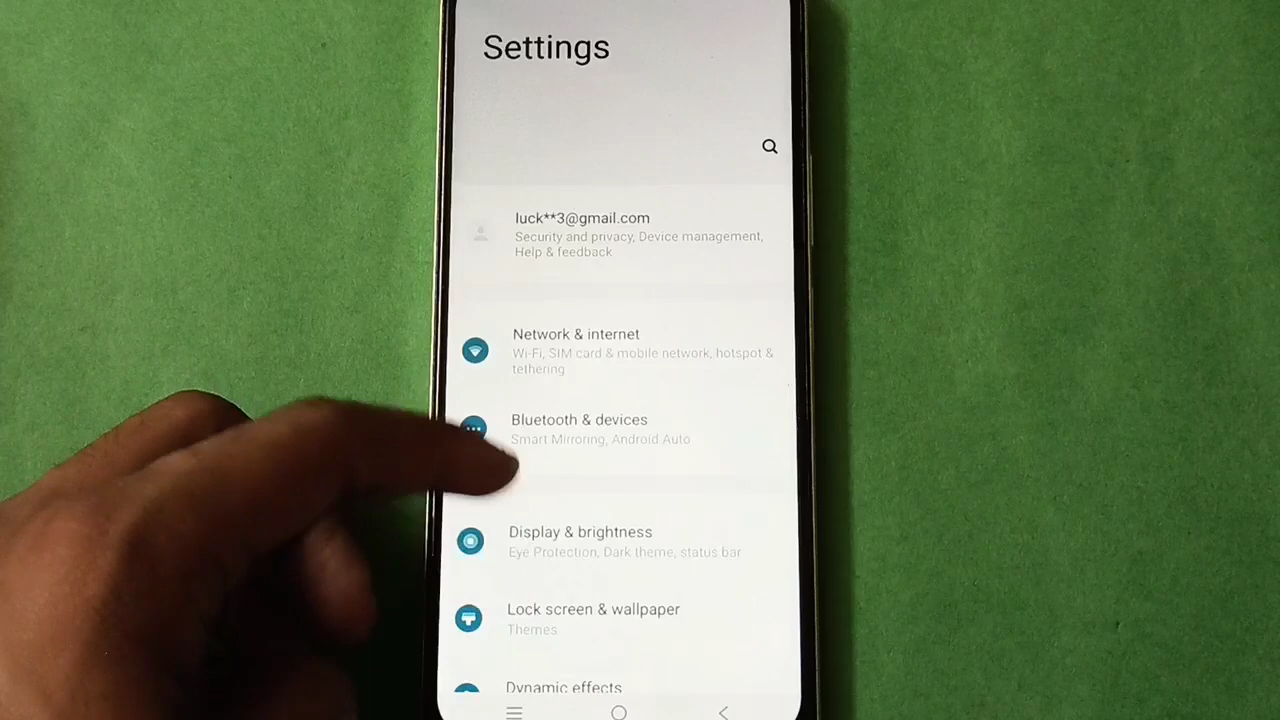 Settings
luck**3@gmail.com
Security and privacy, Device management,
Help & feedback
Network & internet
Wi-Fi, SIM card & mobile network, hotspot &
tethering
Bluetooth & devices
Smart Mirroring, Android Auto
Display & brightness
Eye Protection, Dark theme, status bar
Lock screen & wallpaper
Themes
Dynamic effects